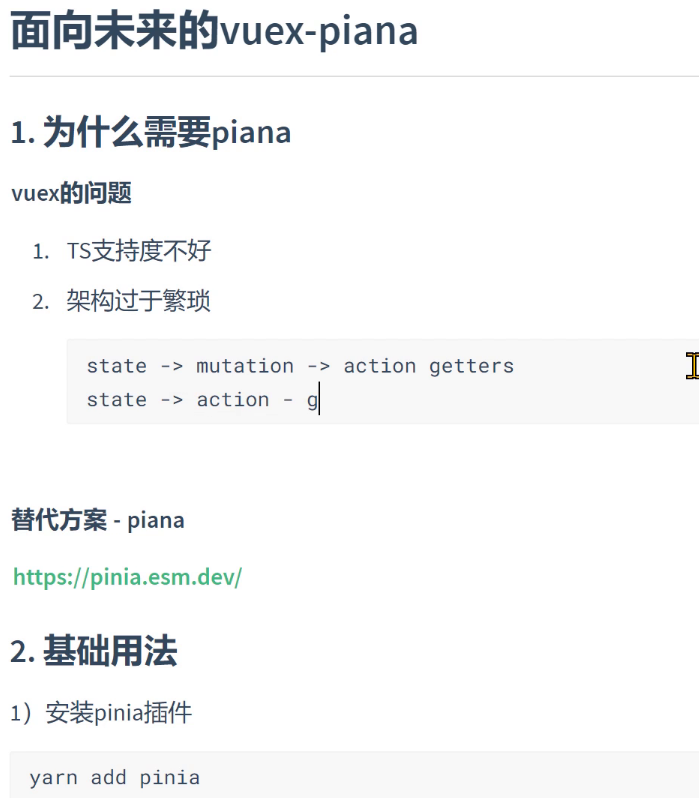 面向未来的vuex-piana
1. 为什么需要piana
vuex的问题
1. TS支持度不好
2. 架构过于繁琐
state -> mutation -> action getters
state -> action - g
替代方案 - piana
https://pinia.esm.dev/
2. 基础用法
1）安装pinia插件
yarn add pinia